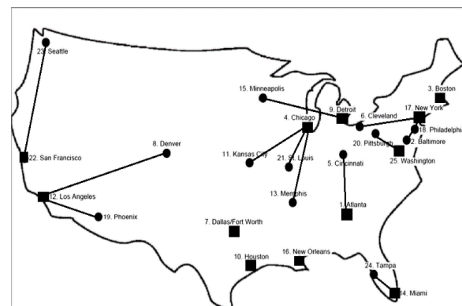 23. Seattle
15. Minneapolis
3. Boston
9. Detroit
17. New York
6. Cleveland
4. Chicago
18. Philadelphia
20. Pittsburgh
2. Baltimore
8. Denver
11. Kansas City
21. St. Louis
5. Cincinnati
25. Washington
22. San Francisco
12. Los Angeles
13. Memphis
19. Phoenix
1. Atlanta
7. Dallas/Fort Worth
16. New Orleans
10. Houston
24. Tampa
14. Miami